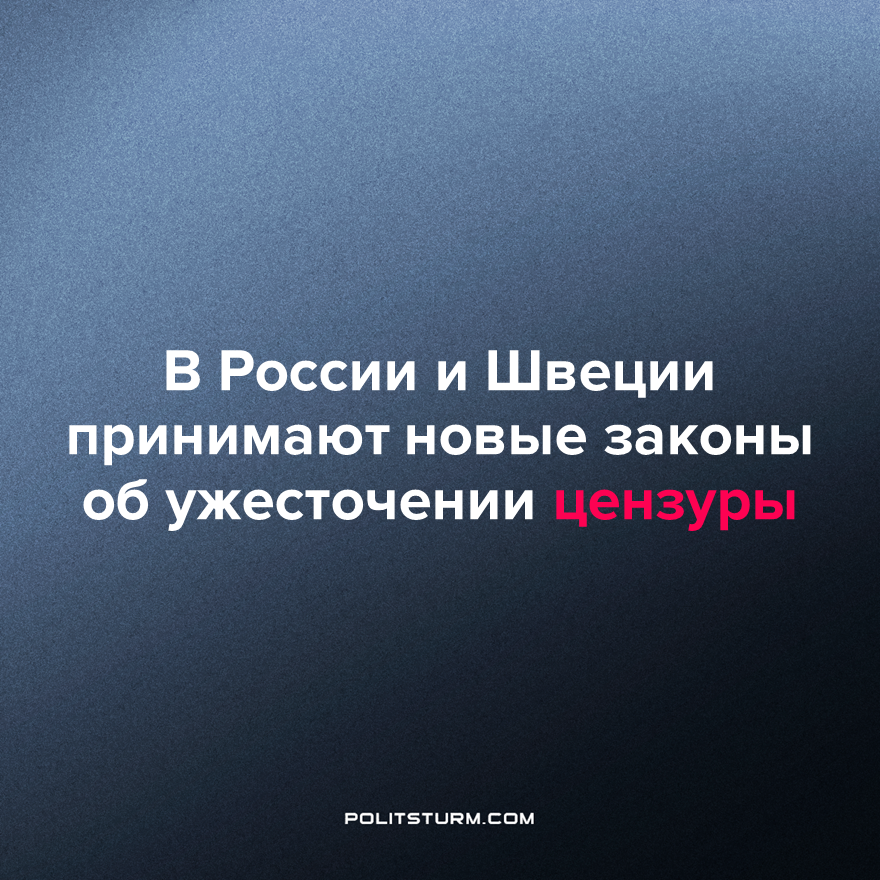 В России и Швеции
принимают новые законы
об ужесточении цензуры
POLITSTURM.COM